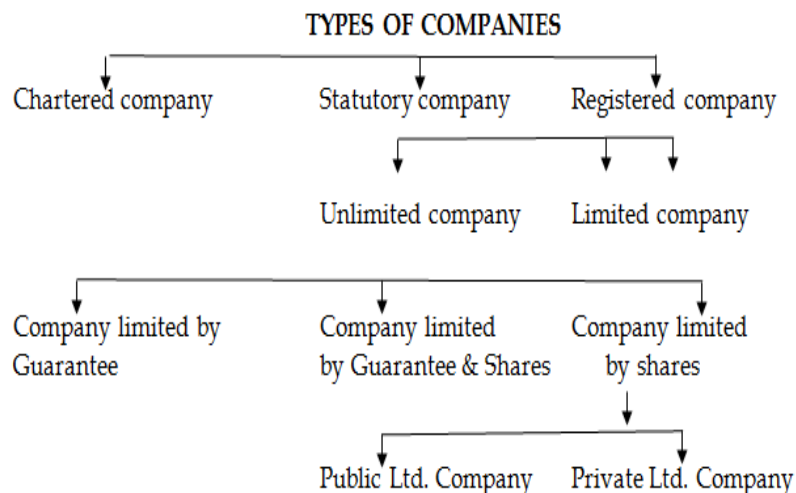 TYPES OF COMPANIES
Chartered company
Statutory company
Registered company
Unlimited company
Limited company
Company limited by
Guarantee
Company limited
by Guarantee & Shares
Company limited
by shares
Public Ltd. Company
Private Ltd. Company